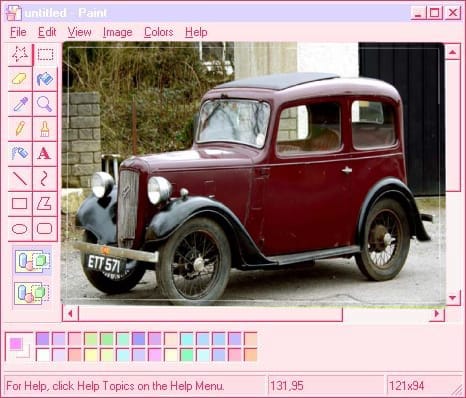 untitled - Paint
File Edit View Image Colors Help
A
ETT 571
For Help, click Help Topics on the Help Menu. 131,95 121x94